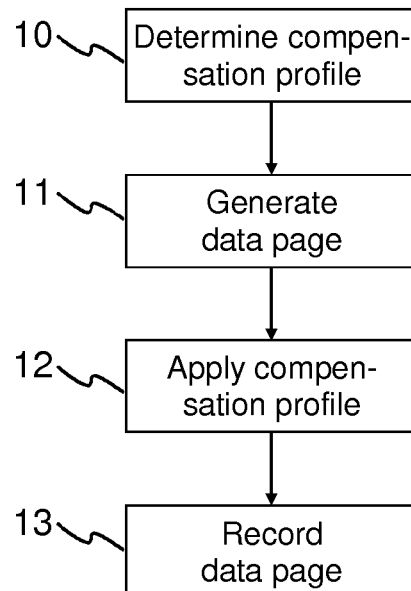 10
Determine compen-
sation profile
11
Generate
data page
12
Apply compen-
sation profile
13
Record
data page